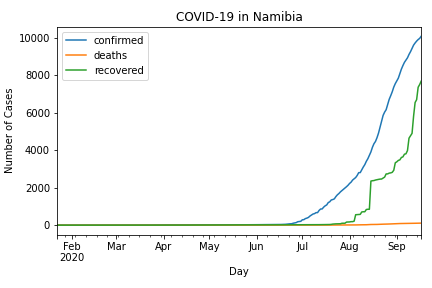 COVID-19 in Namibia
confirmed
deaths
recovered
Number of Cases
10000
8000
6000
4000
2000
0
Feb Mar Apr May Jun Jul Aug Sep
2020
Day